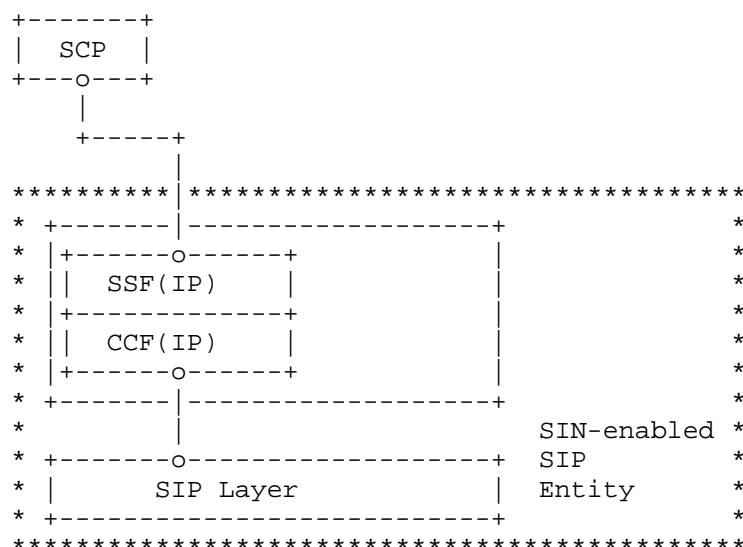 SCP
SSF(IP)
CCF(IP)
SIN-enabled
SIP
SIP Layer Entity